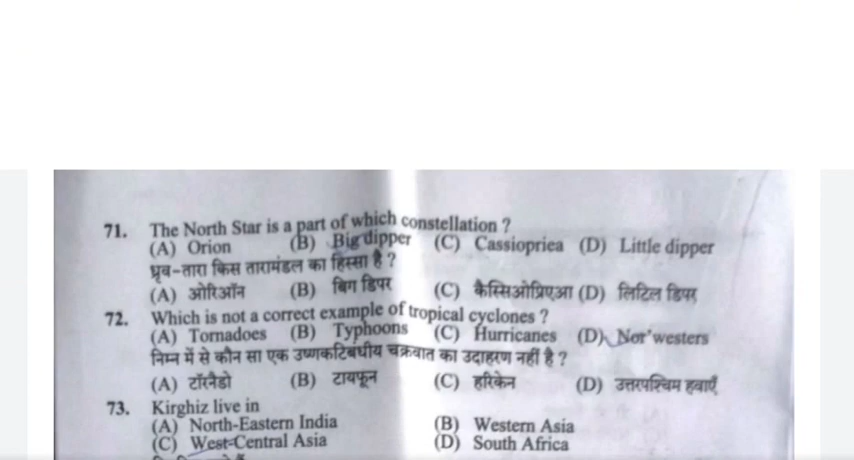 71. The North Star is a part of which constellation ?
(A) Orion (B) Big dipper (C) Cassiopriea (D) Little dipper
ध्रुव-तारा किस तारामंडल का हिस्सा है ?
(A) ओरिऑन (B) बिग डिपर (C) कैस्सिओप्रिएआ (D) लिटिल डिपर
72. Which is not a correct example of tropical cyclones ?
(A) Tornadoes (B) Typhoons (C) Hurricanes (D) Nor'westers
निम्न में से कौन सा एक उष्णकटिबंधीय चक्रवात का उदाहरण नहीं है ?
(A) टॉरनैडो (B) टायफून (C) हरिकेन (D) उत्तरपश्चिम हवाएँ
73. Kirghiz live in
(A) North-Eastern India (B) Western Asia
(C) West-Central Asia (D) South Africa